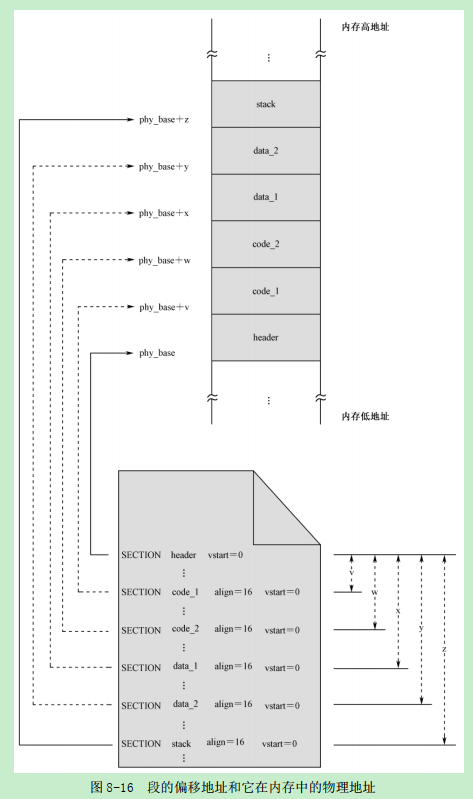 内存高地址
⋮
stack
phy_base+z
data_2
phy_base+y
data_1
phy_base+x
code_2
phy_base+w
code_1
phy_base+v
header
phy_base
⋮
内存低地址
SECTION header vstart=0
⋮
v
SECTION code_1 align=16 vstart=0
w
⋮
x
SECTION code_2 align=16 vstart=0
y
⋮
z
SECTION data_1 align=16 vstart=0
⋮
SECTION data_2 align=16 vstart=0
⋮
SECTION stack align=16 vstart=0
⋮
图 8-16 段的偏移地址和它在内存中的物理地址